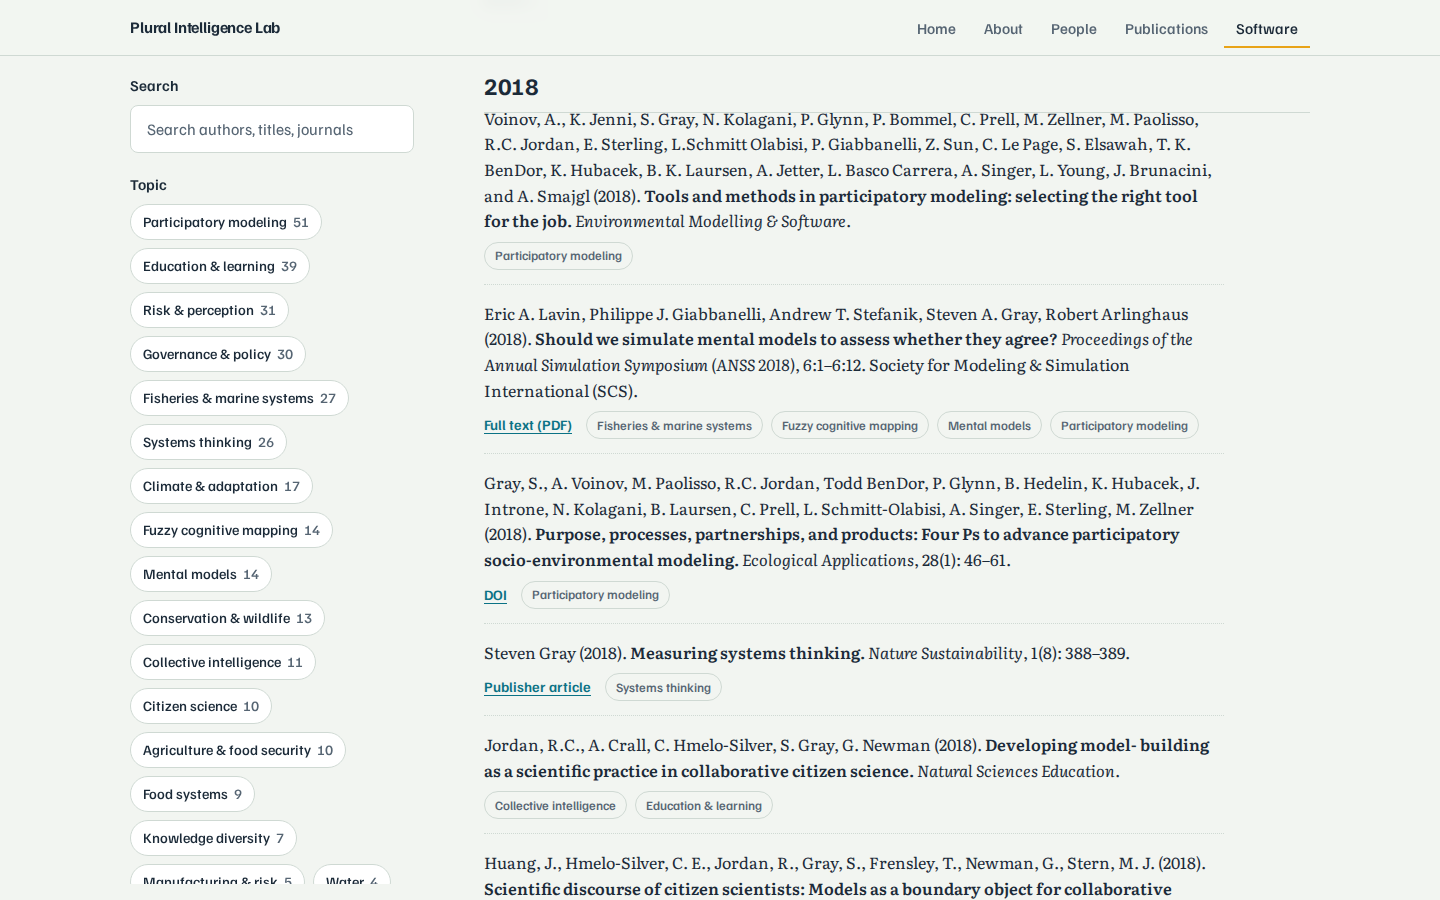 Plural Intelligence Lab
Home
About
People
Publications
Software
Search
Search authors, titles, journals
Topic
Participatory modeling 51
Education & learning 39
Risk & perception 31
Governance & policy 30
Fisheries & marine systems 27
Systems thinking 26
Climate & adaptation 17
Fuzzy cognitive mapping 14
Mental models 14
Conservation & wildlife 13
Collective intelligence 11
Citizen science 10
Agriculture & food security 10
Food systems 9
Knowledge diversity 7
Manufacturing & risk 5
Water 4
2018
Voinov, A., K. Jenni, S. Gray, N. Kolagani, P. Glynn, P. Bommel, C. Prell, M. Zellner, M. Paolisso,
R.C. Jordan, E. Sterling, L.Schmitt Olabisi, P. Giabbanelli, Z. Sun, C. Le Page, S. Elsawah, T. K.
BenDor, K. Hubacek, B. K. Laursen, A. Jetter, L. Basco Carrera, A. Singer, L. Young, J. Brunacini,
and A. Smajgl (2018). Tools and methods in participatory modeling: selecting the right tool
for the job. Environmental Modelling & Software.
Participatory modeling
Eric A. Lavin, Philippe J. Giabbanelli, Andrew T. Stefanik, Steven A. Gray, Robert Arlinghaus
(2018). Should we simulate mental models to assess whether they agree? Proceedings of the
Annual Simulation Symposium (ANSS 2018), 6:1–6:12. Society for Modeling & Simulation
International (SCS).
Full text (PDF)
Fisheries & marine systems
Fuzzy cognitive mapping
Mental models
Participatory modeling
Gray, S., A. Voinov, M. Paolisso, R.C. Jordan, Todd BenDor, P. Glynn, B. Hedelin, K. Hubacek, J.
Introne, N. Kolagani, B. Laursen, C. Prell, L. Schmitt-Olabisi, A. Singer, E. Sterling, M. Zellner
(2018). Purpose, processes, partnerships, and products: Four Ps to advance participatory
socio-environmental modeling. Ecological Applications, 28(1): 46–61.
DOI
Participatory modeling
Steven Gray (2018). Measuring systems thinking. Nature Sustainability, 1(8): 388–389.
Publisher article
Systems thinking
Jordan, R.C., A. Crall, C. Hmelo-Silver, S. Gray, G. Newman (2018). Developing model- building
as a scientific practice in collaborative citizen science. Natural Sciences Education.
Collective intelligence
Education & learning
Huang, J., Hmelo-Silver, C. E., Jordan, R., Gray, S., Frensley, T., Newman, G., Stern, M. J. (2018).
Scientific discourse of citizen scientists: Models as a boundary object for collaborative